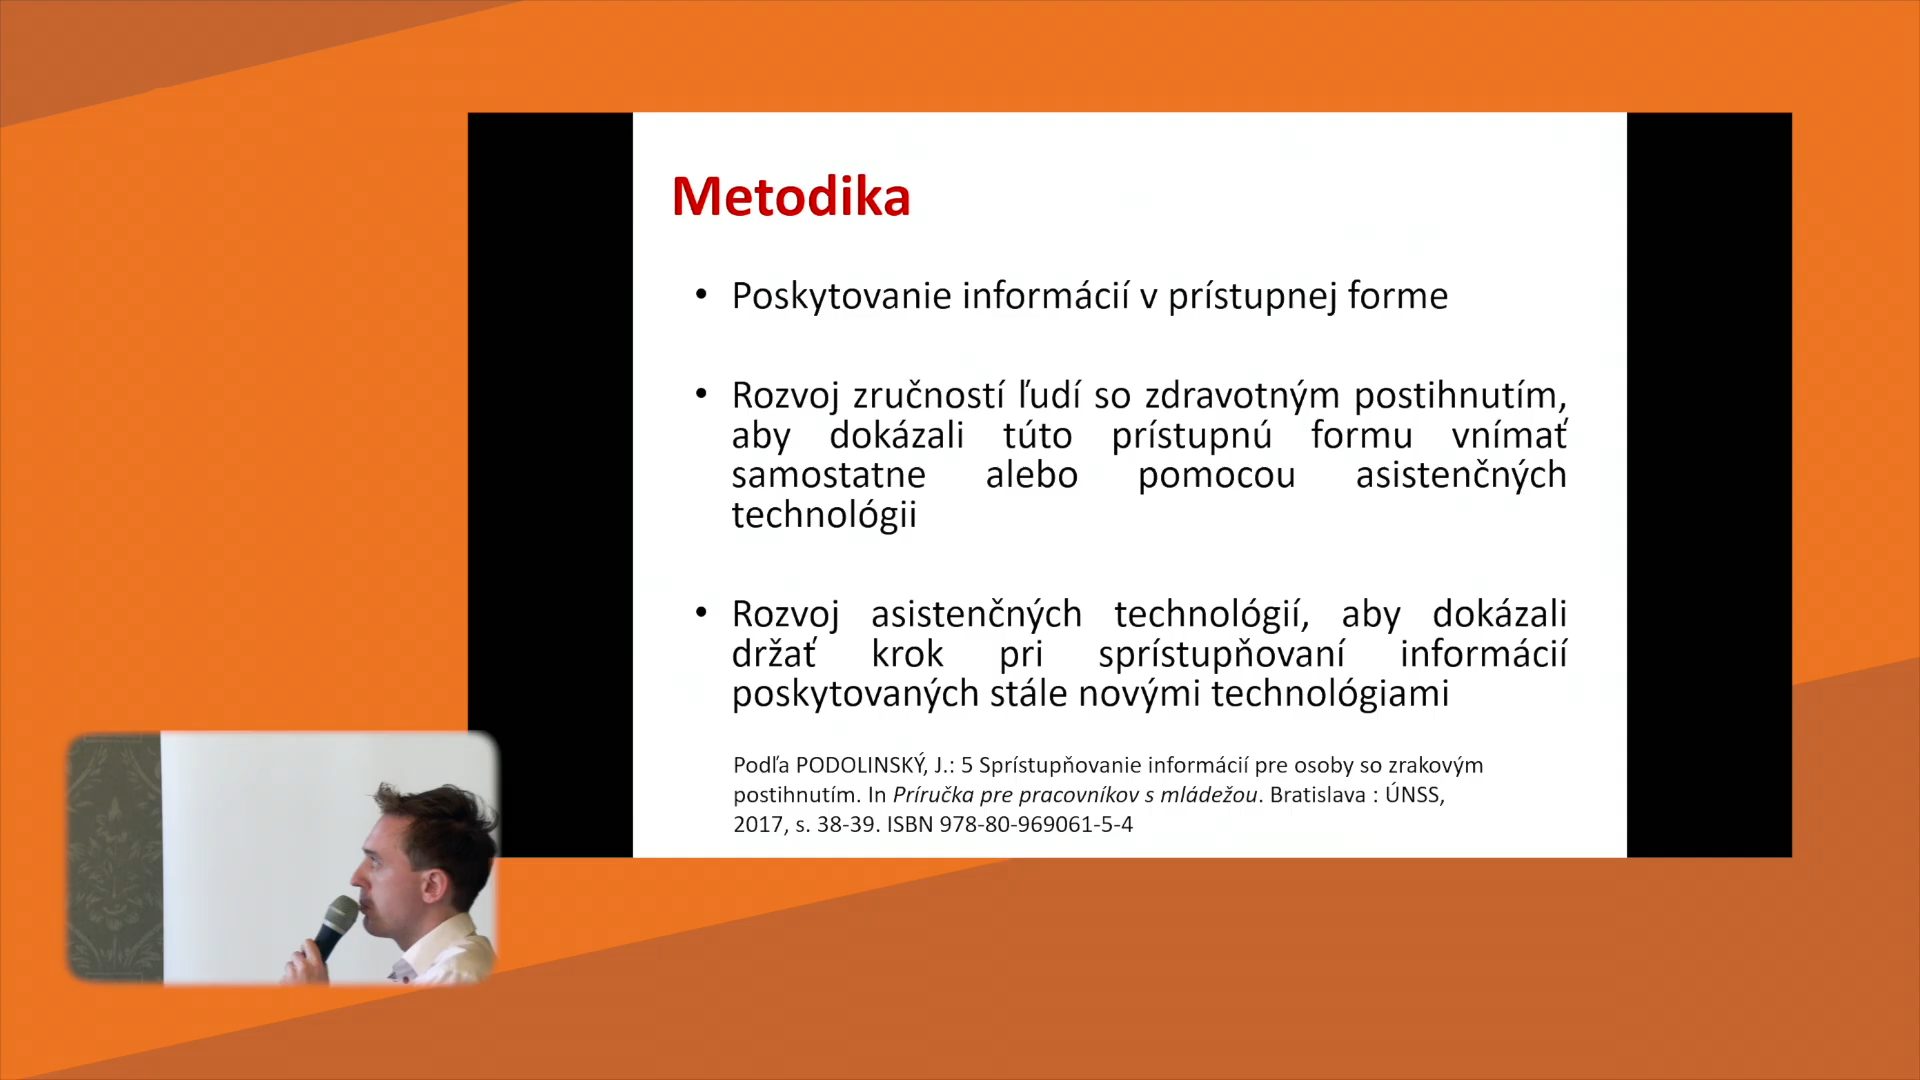 Metodika
• Poskytovanie informácií v prístupnej forme
• Rozvoj zručností ľudí so zdravotným postihnutím,
aby dokázali túto prístupnú formu vnímať
samostatne alebo pomocou asistenčných
technológii
• Rozvoj asistenčných technológií, aby dokázali
držať krok pri sprístupňovaní informácií
poskytovaných stále novými technológiami
Podľa PODOLINSKÝ, J.: 5 Sprístupňovanie informácií pre osoby so zrakovým
postihnutím. In Príručka pre pracovníkov s mládežou. Bratislava : ÚNSS,
2017, s. 38-39. ISBN 978-80-969061-5-4